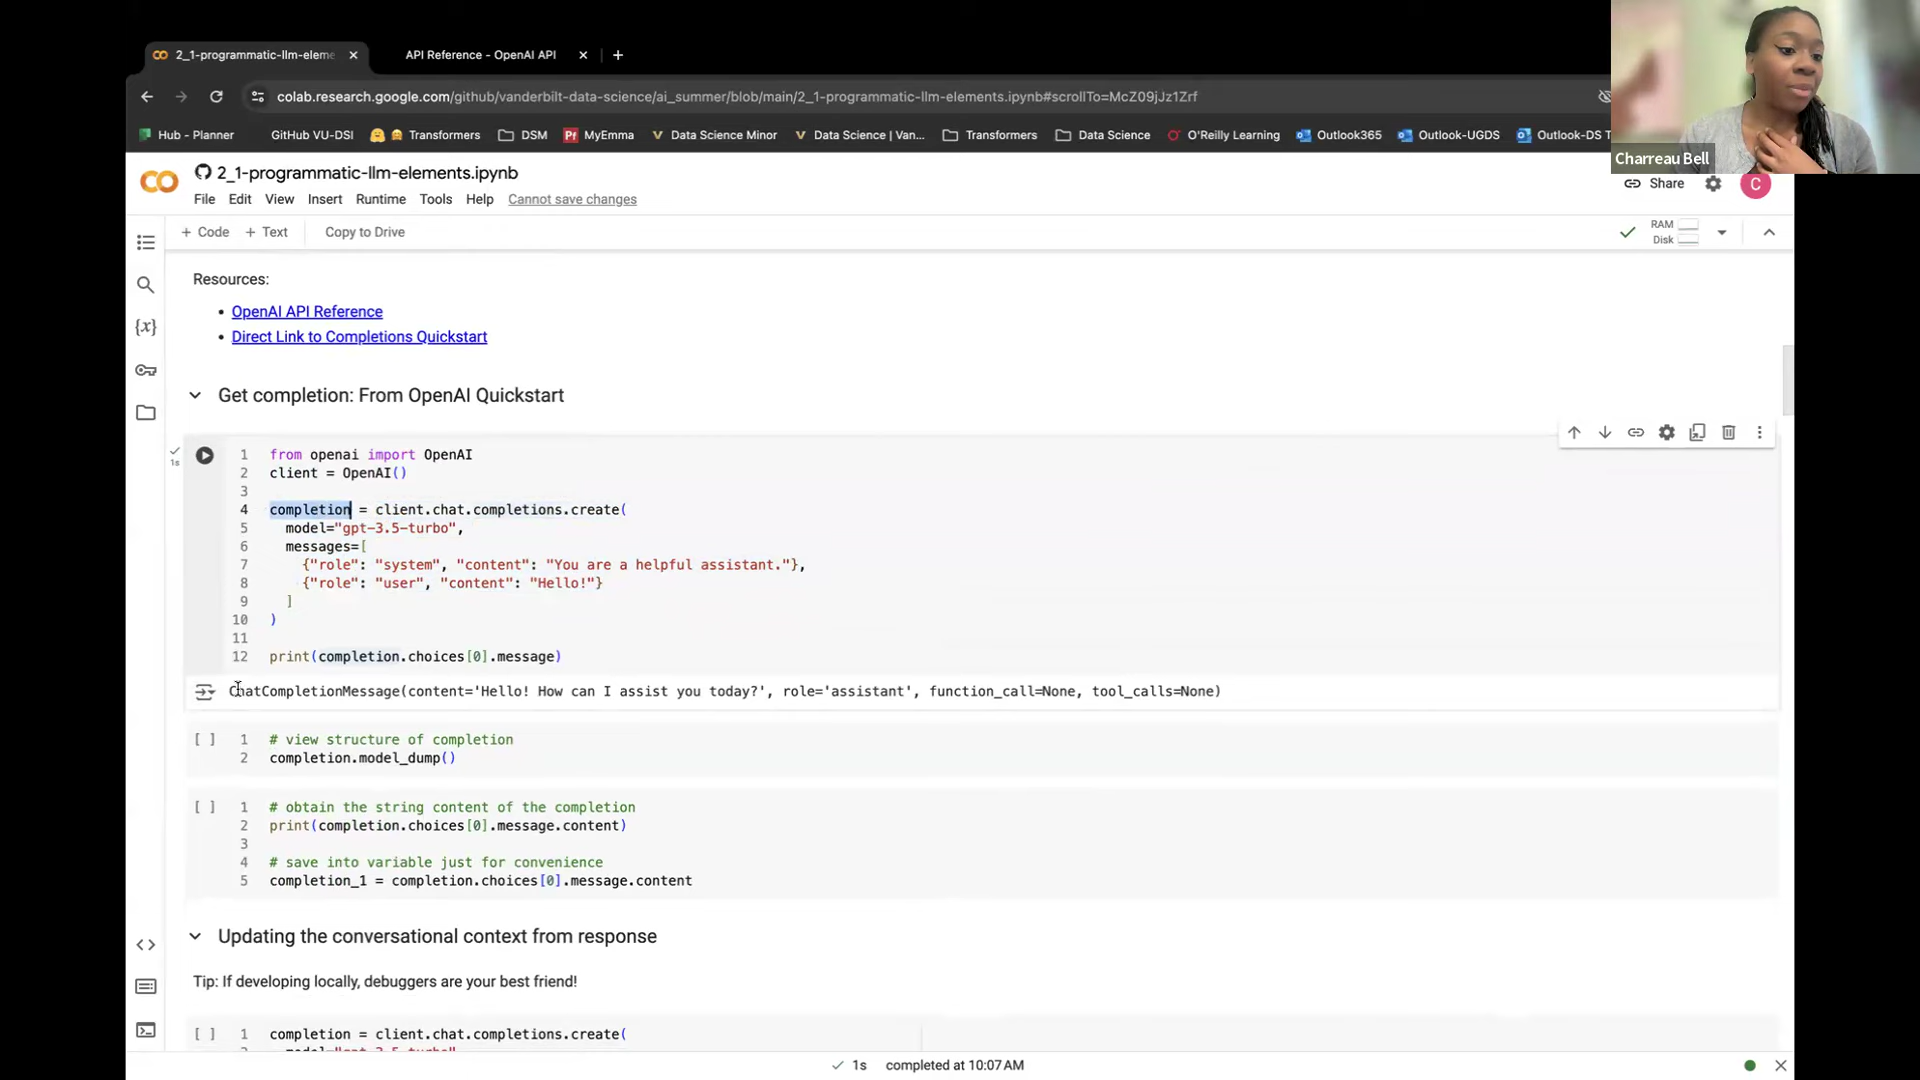 2_1-programmatic-llm-eleme
API Reference - OpenAI API
colab.research.google.com/github/vanderbilt-data-science/ai_summer/blob/main/2_1-programmatic-llm-elements.ipynb#scrollTo=McZ09jJz1Zrf
Hub - Planner GitHub VU-DSI Transformers DSM MyEmma Data Science Minor Data Science | Van... Transformers Data Science O'Reilly Learning Outlook365 Outlook-UGDS Outlook-DS T
Charreau Bell
2_1-programmatic-llm-elements.ipynb
Share
C
File Edit View Insert Runtime Tools Help Cannot save changes
+ Code + Text Copy to Drive
RAM
Disk
Resources:
• OpenAI API Reference
• Direct Link to Completions Quickstart
Get completion: From OpenAI Quickstart
1s
1 from openai import OpenAI
2 client = OpenAI()
3
4 completion = client.chat.completions.create(
5 model="gpt-3.5-turbo",
6 messages=[
7 {"role": "system", "content": "You are a helpful assistant."},
8 {"role": "user", "content": "Hello!"}
9 ]
10 )
11
12 print(completion.choices[0].message)
ChatCompletionMessage(content='Hello! How can I assist you today?', role='assistant', function_call=None, tool_calls=None)
[ ] 1 # view structure of completion
2 completion.model_dump()
[ ] 1 # obtain the string content of the completion
2 print(completion.choices[0].message.content)
3
4 # save into variable just for convenience
5 completion_1 = completion.choices[0].message.content
Updating the conversational context from response
Tip: If developing locally, debuggers are your best friend!
[ ] 1 completion = client.chat.completions.create(
2 model="gpt-3.5-turbo",
1s completed at 10:07 AM